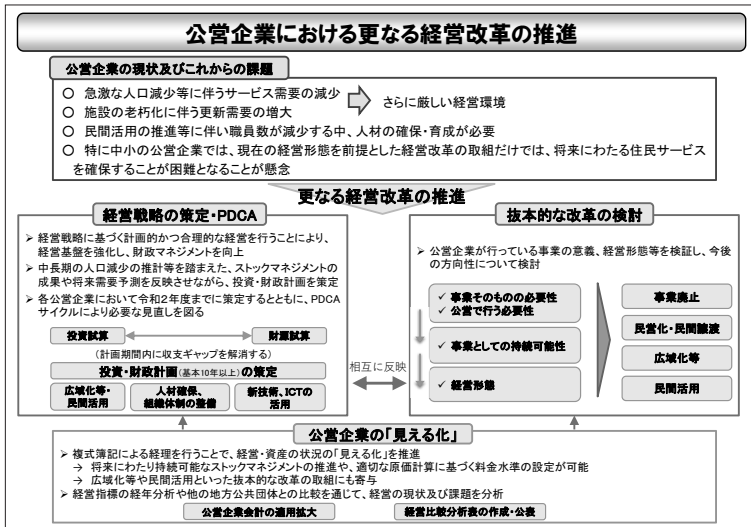 公営企業における更なる経営改革の推進
公営企業の現状及びこれからの課題
○ 急激な人口減少等に伴うサービス需要の減少
○ 施設の老朽化に伴う更新需要の増大
さらに厳しい経営環境
○ 民間活用の推進等に伴い職員数が減少する中、人材の確保・育成が必要
○ 特に中小の公営企業では、現在の経営形態を前提とした経営改革の取組だけでは、将来にわたる住民サービス
を確保することが困難となることが懸念
更なる経営改革の推進
経営戦略の策定・PDCA
➢ 経営戦略に基づく計画的かつ合理的な経営を行うことにより、
経営基盤を強化し、財政マネジメントを向上
➢ 中長期の人口減少の推計等を踏まえた、ストックマネジメントの
成果や将来需要予測を反映させながら、投資・財政計画を策定
➢ 各公営企業において令和2年度までに策定するとともに、PDCA
サイクルにより必要な見直しを図る
投資試算
財源試算
(計画期間内に収支ギャップを解消する)
投資・財政計画(基本10年以上)の策定
広域化等・
民間活用
人材確保、
組織体制の整備
新技術、ICTの
活用
相互に反映
抜本的な改革の検討
➢ 公営企業が行っている事業の意義、経営形態等を検証し、今後
の方向性について検討
✓ 事業そのものの必要性
✓ 公営で行う必要性
✓ 事業としての持続可能性
✓ 経営形態
事業廃止
民営化・民間譲渡
広域化等
民間活用
公営企業の「見える化」
➢ 複式簿記による経理を行うことで、経営・資産の状況の「見える化」を推進
→ 将来にわたり持続可能なストックマネジメントの推進や、適切な原価計算に基づく料金水準の設定が可能
→ 広域化等や民間活用といった抜本的な改革の取組にも寄与
➢ 経営指標の経年分析や他の地方公共団体との比較を通じて、経営の現状及び課題を分析
公営企業会計の適用拡大
経営比較分析表の作成・公表